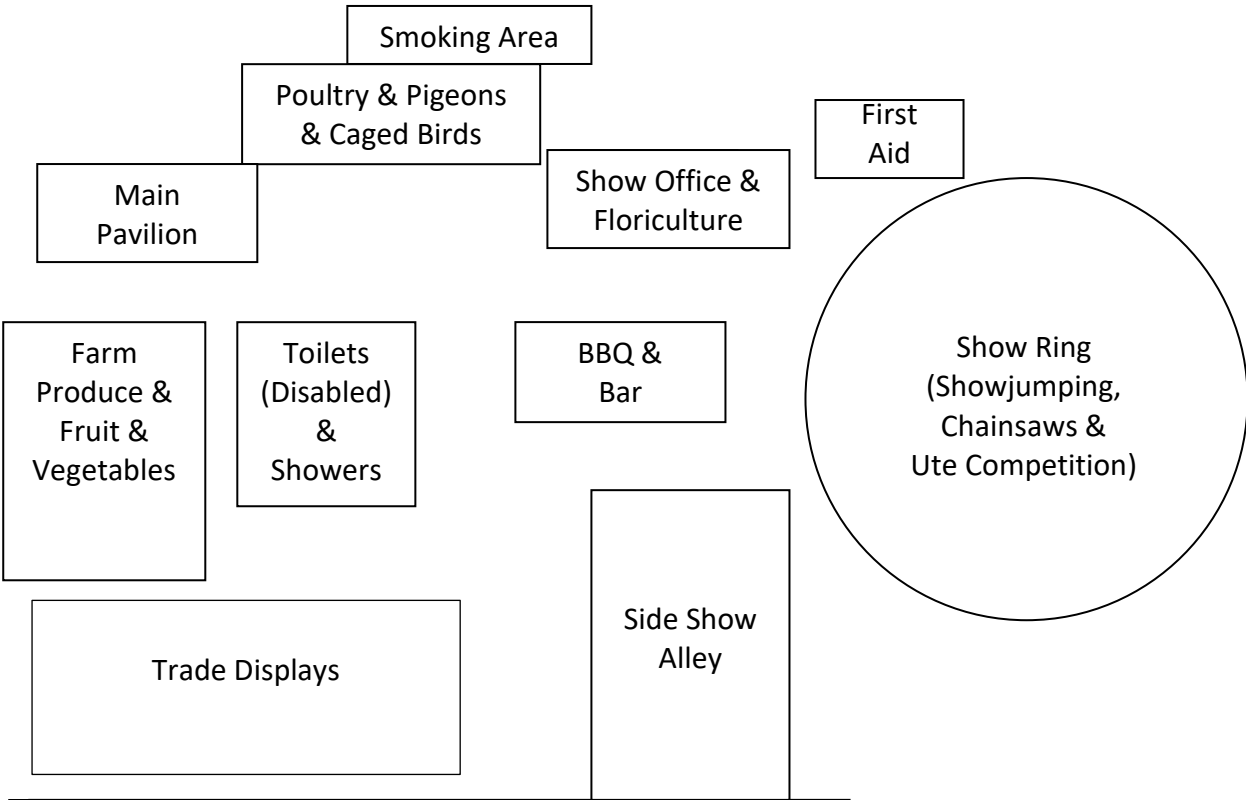 Smoking Area
Poultry & Pigeons
& Caged Birds
First
Aid
Main
Pavilion
Show Office &
Floriculture
Farm
Produce &
Fruit &
Vegetables
Toilets
(Disabled)
&
Showers
BBQ &
Bar
Show Ring
(Showjumping,
Chainsaws &
Ute Competition)
Side Show
Alley
Trade Displays